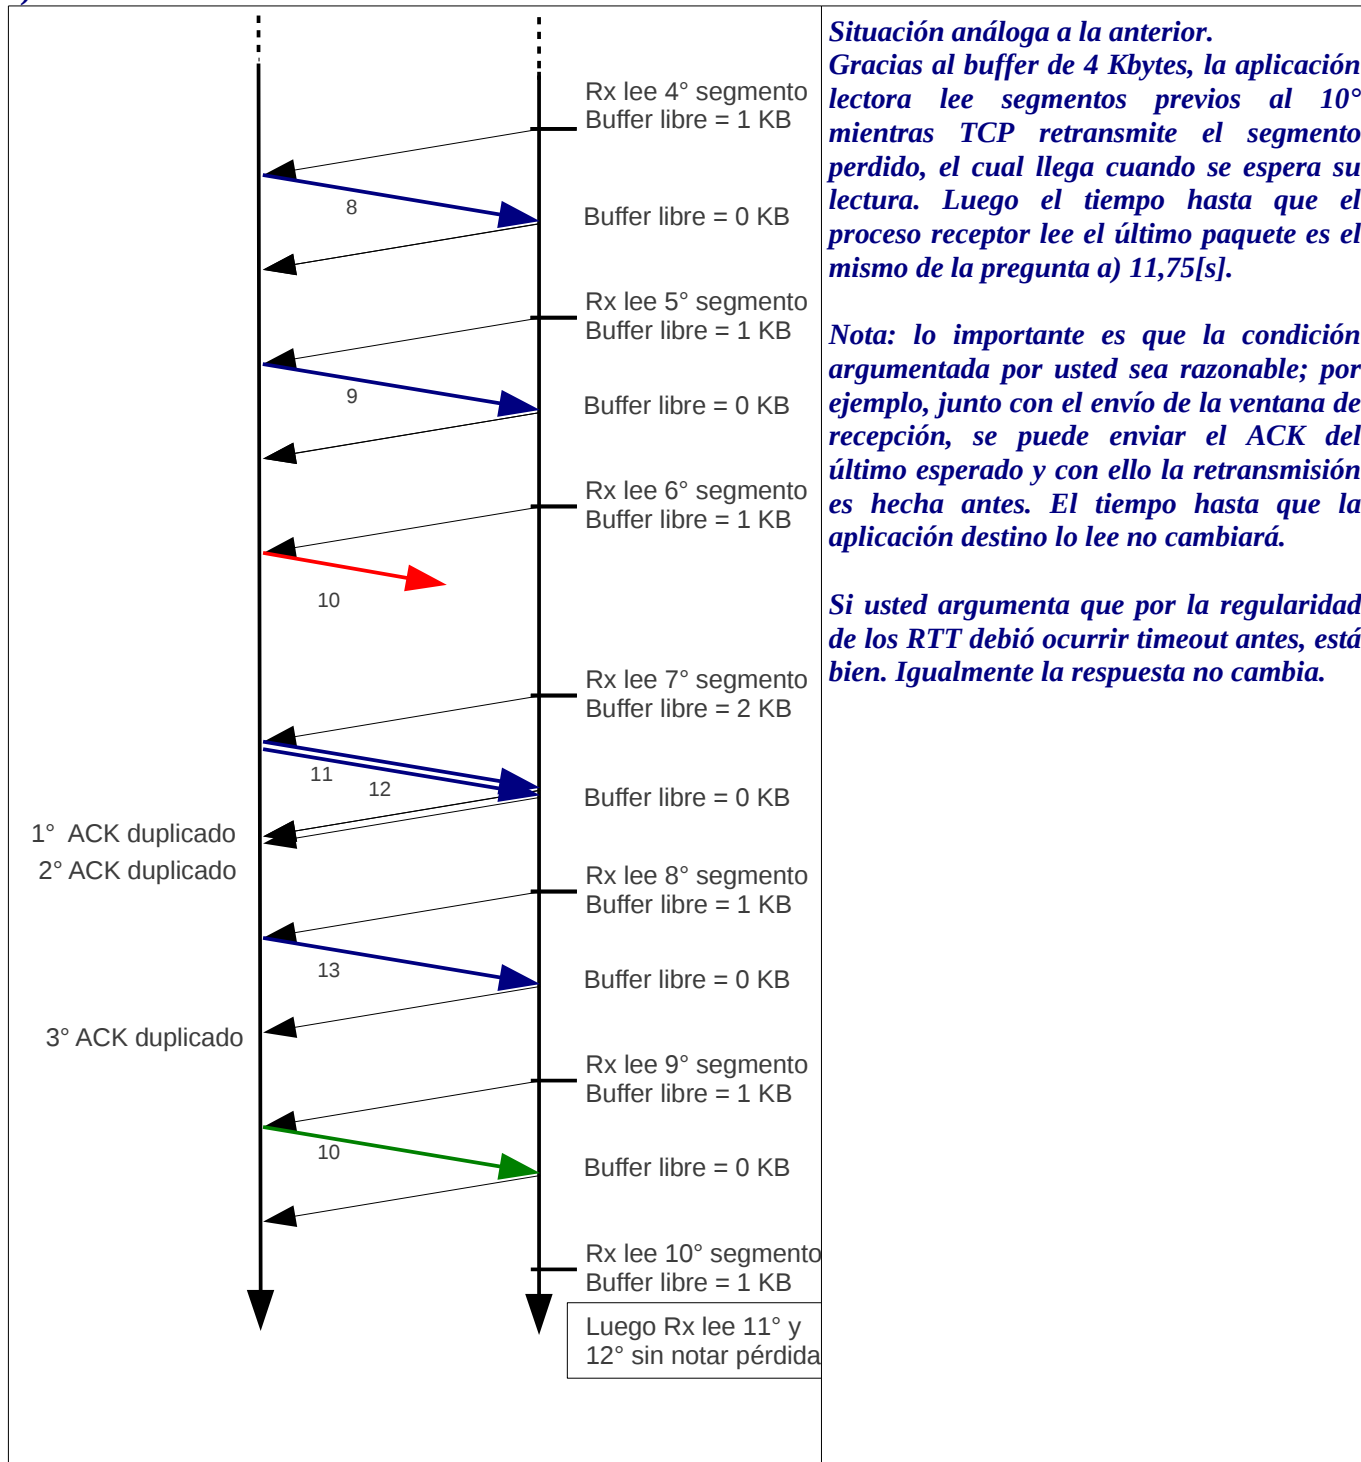 Rx lee 4° segmento
Buffer libre = 1 KB
8
Buffer libre = 0 KB
Rx lee 5° segmento
Buffer libre = 1 KB
9
Buffer libre = 0 KB
Rx lee 6° segmento
Buffer libre = 1 KB
10
Rx lee 7° segmento
Buffer libre = 2 KB
11
12
Buffer libre = 0 KB
1° ACK duplicado
2° ACK duplicado
Rx lee 8° segmento
Buffer libre = 1 KB
13
Buffer libre = 0 KB
3° ACK duplicado
Rx lee 9° segmento
Buffer libre = 1 KB
10
Buffer libre = 0 KB
Rx lee 10° segmento
Buffer libre = 1 KB
Luego Rx lee 11° y
12° sin notar pérdida
Situación análoga a la anterior.
Gracias al buffer de 4 Kbytes, la aplicación
lectora lee segmentos previos al 10°
mientras TCP retransmite el segmento
perdido, el cual llega cuando se espera su
lectura. Luego el tiempo hasta que el
proceso receptor lee el último paquete es el
mismo de la pregunta a) 11,75[s].
Nota: lo importante es que la condición
argumentada por usted sea razonable; por
ejemplo, junto con el envío de la ventana de
recepción, se puede enviar el ACK del
último esperado y con ello la retransmisión
es hecha antes. El tiempo hasta que la
aplicación destino lo lee no cambiará.
Si usted argumenta que por la regularidad
de los RTT debió ocurrir timeout antes, está
bien. Igualmente la respuesta no cambia.